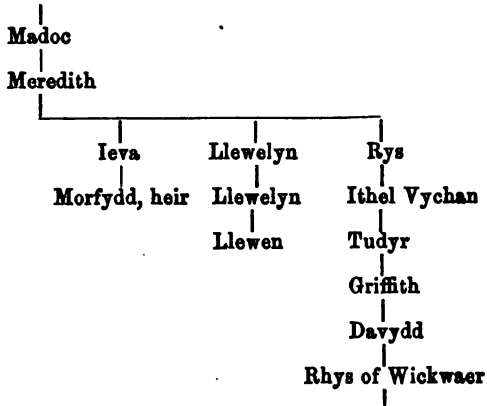 Madoc
Meredith
Ieva Llewelyn Rys
Morfydd, heir Llewelyn Ithel Vychan
Llewen Tudyr
Griffith
Davydd
Rhys of Wickwaer